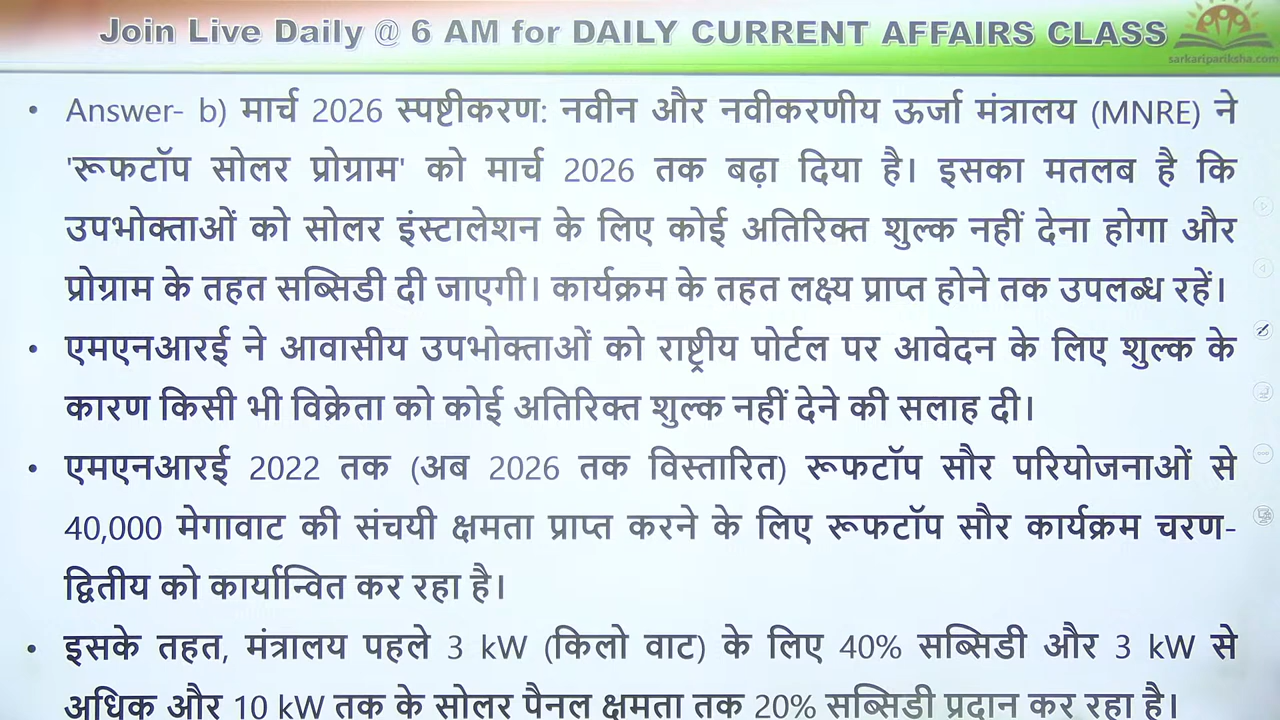 Join Live Daily @ 6 AM for DAILY CURRENT AFFAIRS CLASS
sarkaripariksha.com
• Answer- b) मार्च 2026 स्पष्टीकरण: नवीन और नवीकरणीय ऊर्जा मंत्रालय (MNRE) ने
'रूफटॉप सोलर प्रोग्राम' को मार्च 2026 तक बढ़ा दिया है। इसका मतलब है कि
उपभोक्ताओं को सोलर इंस्टालेशन के लिए कोई अतिरिक्त शुल्क नहीं देना होगा और
प्रोग्राम के तहत सब्सिडी दी जाएगी। कार्यक्रम के तहत लक्ष्य प्राप्त होने तक उपलब्ध रहें।
• एमएनआरई ने आवासीय उपभोक्ताओं को राष्ट्रीय पोर्टल पर आवेदन के लिए शुल्क के
कारण किसी भी विक्रेता को कोई अतिरिक्त शुल्क नहीं देने की सलाह दी।
• एमएनआरई 2022 तक (अब 2026 तक विस्तारित) रूफटॉप सौर परियोजनाओं से
40,000 मेगावाट की संचयी क्षमता प्राप्त करने के लिए रूफटॉप सौर कार्यक्रम चरण-
द्वितीय को कार्यान्वित कर रहा है।
• इसके तहत, मंत्रालय पहले 3 kW (किलो वाट) के लिए 40% सब्सिडी और 3 kW से
अधिक और 10 kW तक के सोलर पैनल क्षमता तक 20% सब्सिडी प्रदान कर रहा है।